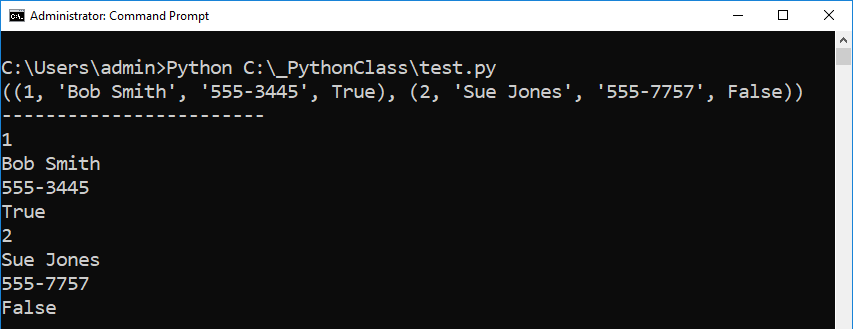 Administrator: Command Prompt
C:\Users\admin>Python C:\_PythonClass\test.py
((1, 'Bob Smith', '555-3445', True), (2, 'Sue Jones', '555-7757', False))
------------------------
1
Bob Smith
555-3445
True
2
Sue Jones
555-7757
False